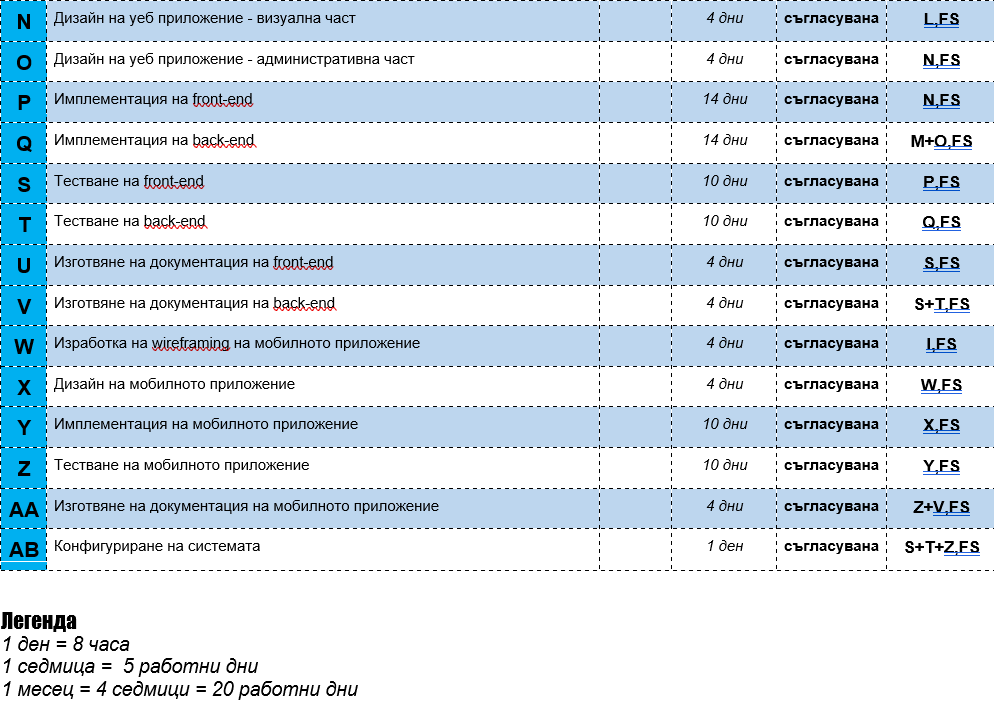 N Дизайн на уеб приложение - визуална част 4 дни съгласувана L,FS
O Дизайн на уеб приложение - административна част 4 дни съгласувана N,FS
P Имплементация на front-end 14 дни съгласувана N,FS
Q Имплементация на back-end 14 дни съгласувана M+O,FS
S Тестване на front-end 10 дни съгласувана P,FS
T Тестване на back-end 10 дни съгласувана Q,FS
U Изготвяне на документация на front-end 4 дни съгласувана S,FS
V Изготвяне на документация на back-end 4 дни съгласувана S+T,FS
W Изработка на wireframing на мобилното приложение 4 дни съгласувана I,FS
X Дизайн на мобилното приложение 4 дни съгласувана W,FS
Y Имплементация на мобилното приложение 10 дни съгласувана X,FS
Z Тестване на мобилното приложение 10 дни съгласувана Y,FS
AA Изготвяне на документация на мобилното приложение 4 дни съгласувана Z+V,FS
AB Конфигуриране на системата 1 ден съгласувана S+T+Z,FS
Легенда
1 ден = 8 часа
1 седмица = 5 работни дни
1 месец = 4 седмици = 20 работни дни